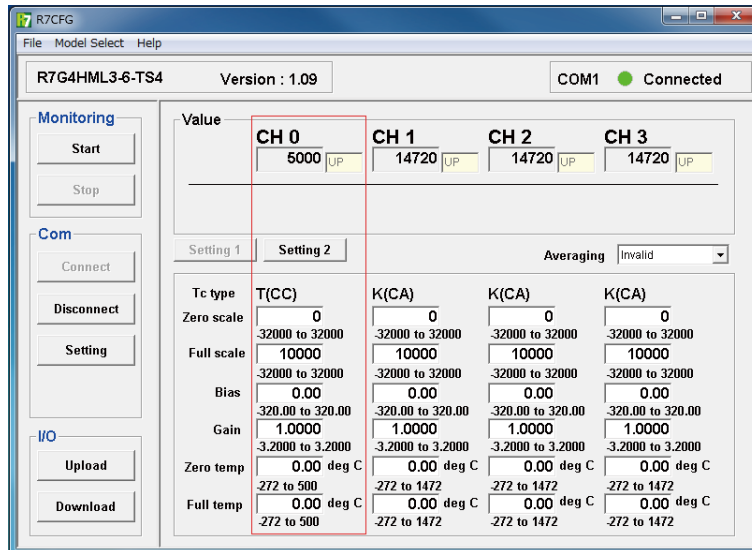 R7 R7CFG
File Model Select Help
R7G4HML3-6-TS4 Version : 1.09 COM1 Connected
Monitoring
Start
Stop
Com
Connect
Disconnect
Setting
I/O
Upload
Download
Value
CH 0 CH 1 CH 2 CH 3
5000 UP 14720 UP 14720 UP 14720 UP
Setting 1 Setting 2 Averaging Invalid
Tc type T(CC) K(CA) K(CA) K(CA)
Zero scale 0 0 0 0
-32000 to 32000 -32000 to 32000 -32000 to 32000 -32000 to 32000
Full scale 10000 10000 10000 10000
-32000 to 32000 -32000 to 32000 -32000 to 32000 -32000 to 32000
Bias 0.00 0.00 0.00 0.00
-320.00 to 320.00 -320.00 to 320.00 -320.00 to 320.00 -320.00 to 320.00
Gain 1.0000 1.0000 1.0000 1.0000
-3.2000 to 3.2000 -3.2000 to 3.2000 -3.2000 to 3.2000 -3.2000 to 3.2000
Zero temp 0.00 deg C 0.00 deg C 0.00 deg C 0.00 deg C
-272 to 500 -272 to 1472 -272 to 1472 -272 to 1472
Full temp 0.00 deg C 0.00 deg C 0.00 deg C 0.00 deg C
-272 to 500 -272 to 1472 -272 to 1472 -272 to 1472